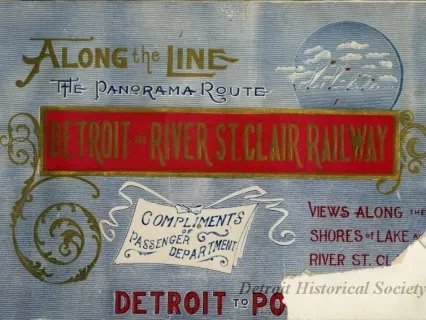 ALONG the LINE
THE PANORAMA ROUTE
DETROIT AND RIVER ST. CLAIR RAILWAY
COMPLIMENTS
OF
PASSENGER
DEPARTMENT
VIEWS ALONG THE
SHORES OF LAKE A
RIVER ST. CL
DETROIT TO PO
Detroit Historical Society